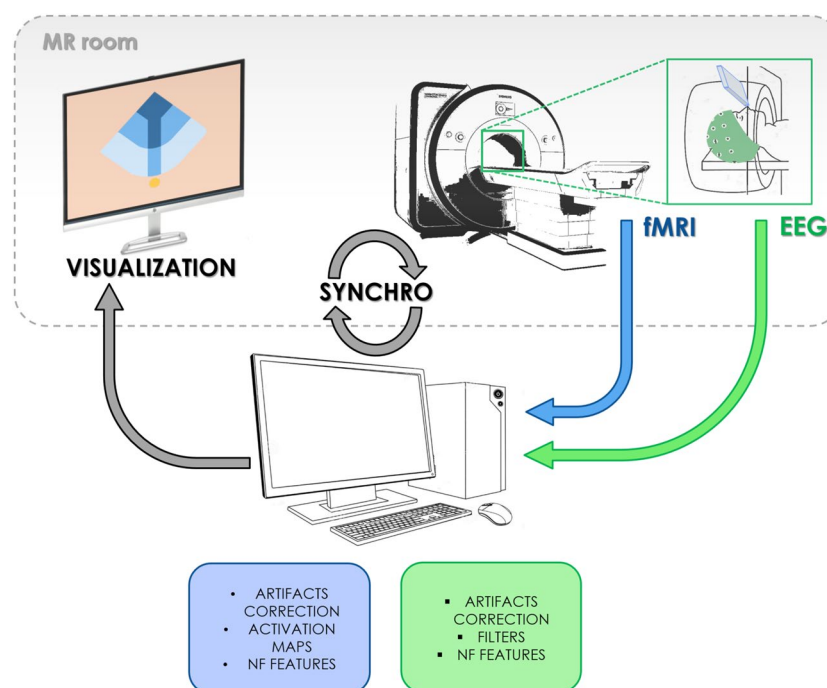 MR room
VISUALIZATION
SYNCHRO
fMRI
EEG
• ARTIFACTS
CORRECTION
• ACTIVATION
MAPS
• NF FEATURES
▪ ARTIFACTS
CORRECTION
▪ FILTERS
▪ NF FEATURES